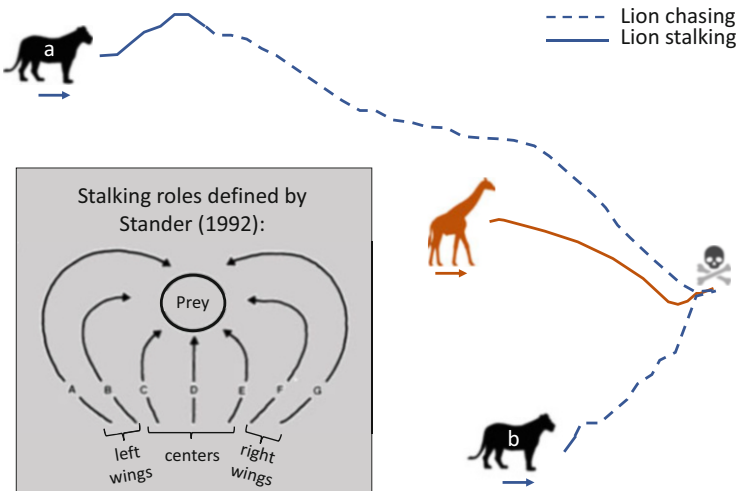 a
Lion chasing
Lion stalking
Stalking roles defined by
Stander (1992):
Prey
A B C D E F G
left
wings
centers
right
wings
b